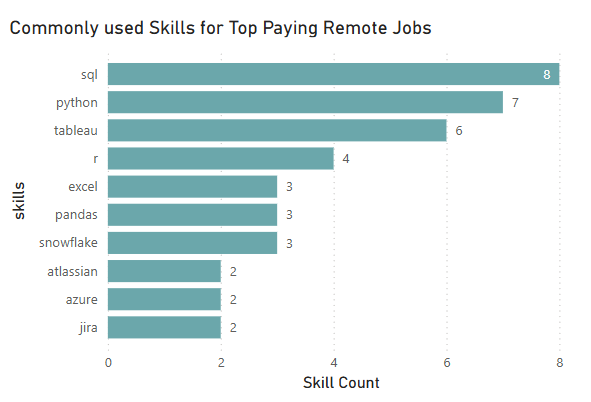 Commonly used Skills for Top Paying Remote Jobs
skills
sql 8
python 7
tableau 6
r 4
excel 3
pandas 3
snowflake 3
atlassian 2
azure 2
jira 2
0 2 4 6 8
Skill Count